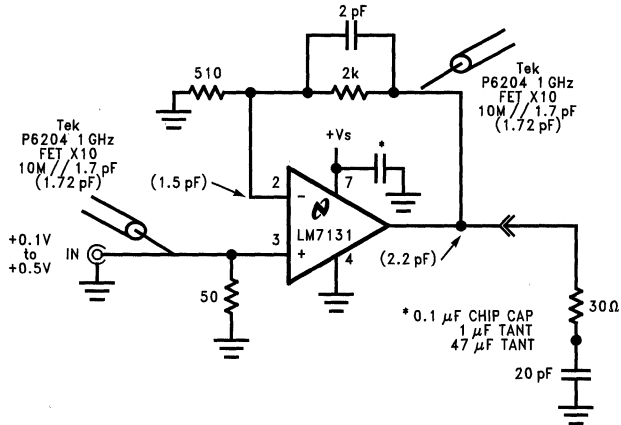 2 pF
510
2k
Tek
P6204 1 GHz
FET X10
10M // 1.7 pF
(1.72 pF)
Tek
P6204 1 GHz
FET X10
10M // 1.7 pF
(1.72 pF)
+Vs
*
(1.5 pF)
2
7
−
LM7131
3
+
4
+0.1V
to
+0.5V
IN
(2.2 pF)
50
30Ω
* 0.1 μF CHIP CAP
1 μF TANT
47 μF TANT
20 pF